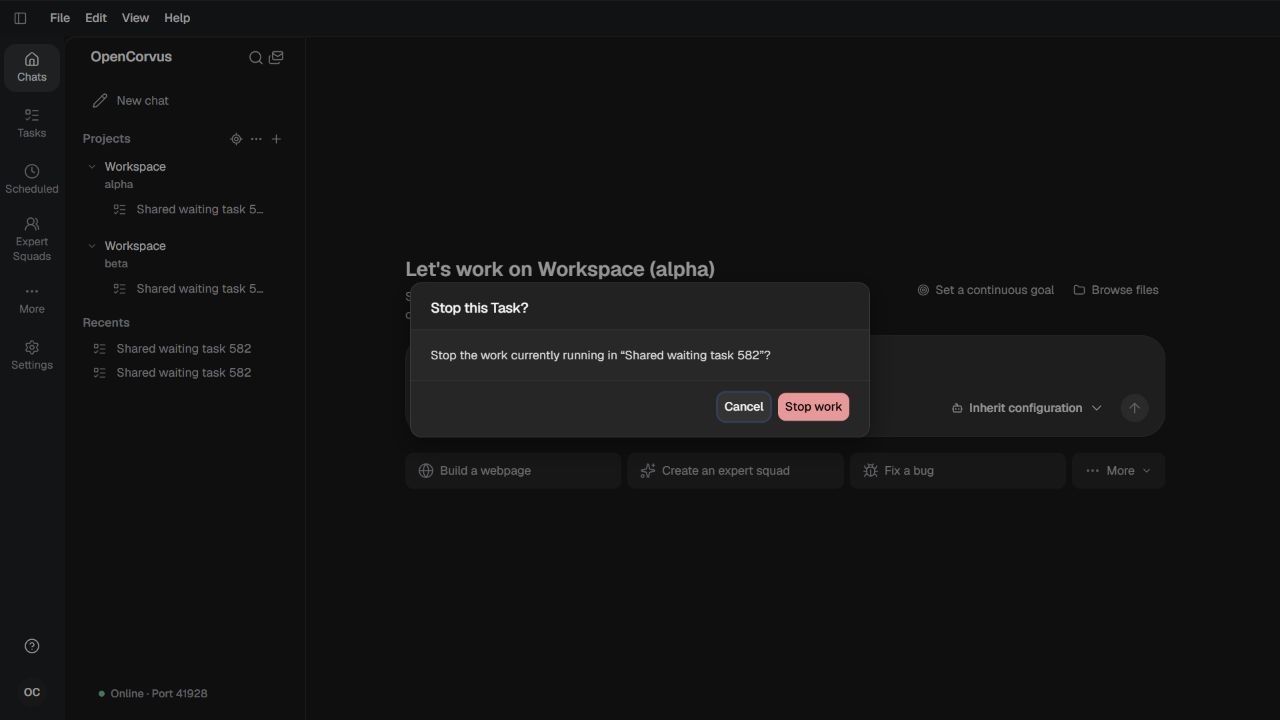 File Edit View Help
OpenCorvus
Chats
New chat
Tasks
Projects
Workspace
alpha
Scheduled
Shared waiting task 5…
Expert
Squads
Workspace
beta
Shared waiting task 5…
More
Recents
Shared waiting task 582
Settings
Shared waiting task 582
Let's work on Workspace (alpha)
Set a continuous goal Browse files
Stop this Task?
Stop the work currently running in “Shared waiting task 582”?
Cancel Stop work
Inherit configuration
Build a webpage Create an expert squad Fix a bug More
OC
Online · Port 41928